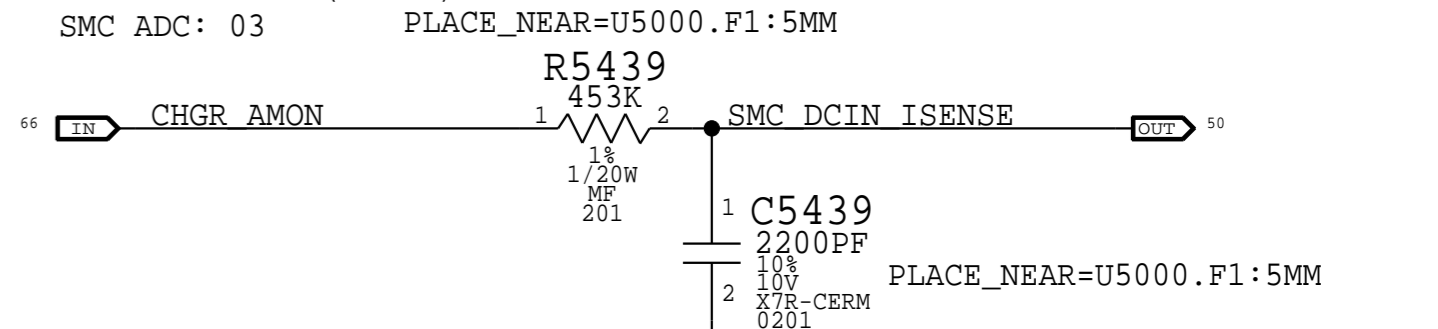 SMC ADC: 03 PLACE_NEAR=U5000.F1:5MM
R5439
453K
66 IN CHGR_AMON 1 2 SMC_DCIN_ISENSE OUT 50
1%
1/20W
MF
201
1 C5439
2200PF
10%
10V
PLACE_NEAR=U5000.F1:5MM
2 X7R-CERM
0201